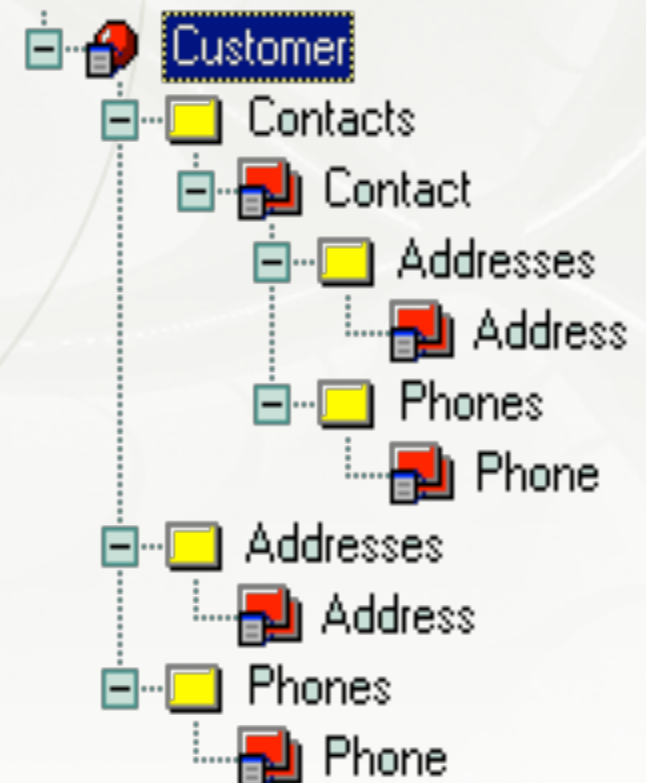 Customer
Contacts
Contact
Addresses
Address
Phones
Phone
Addresses
Address
Phones
Phone